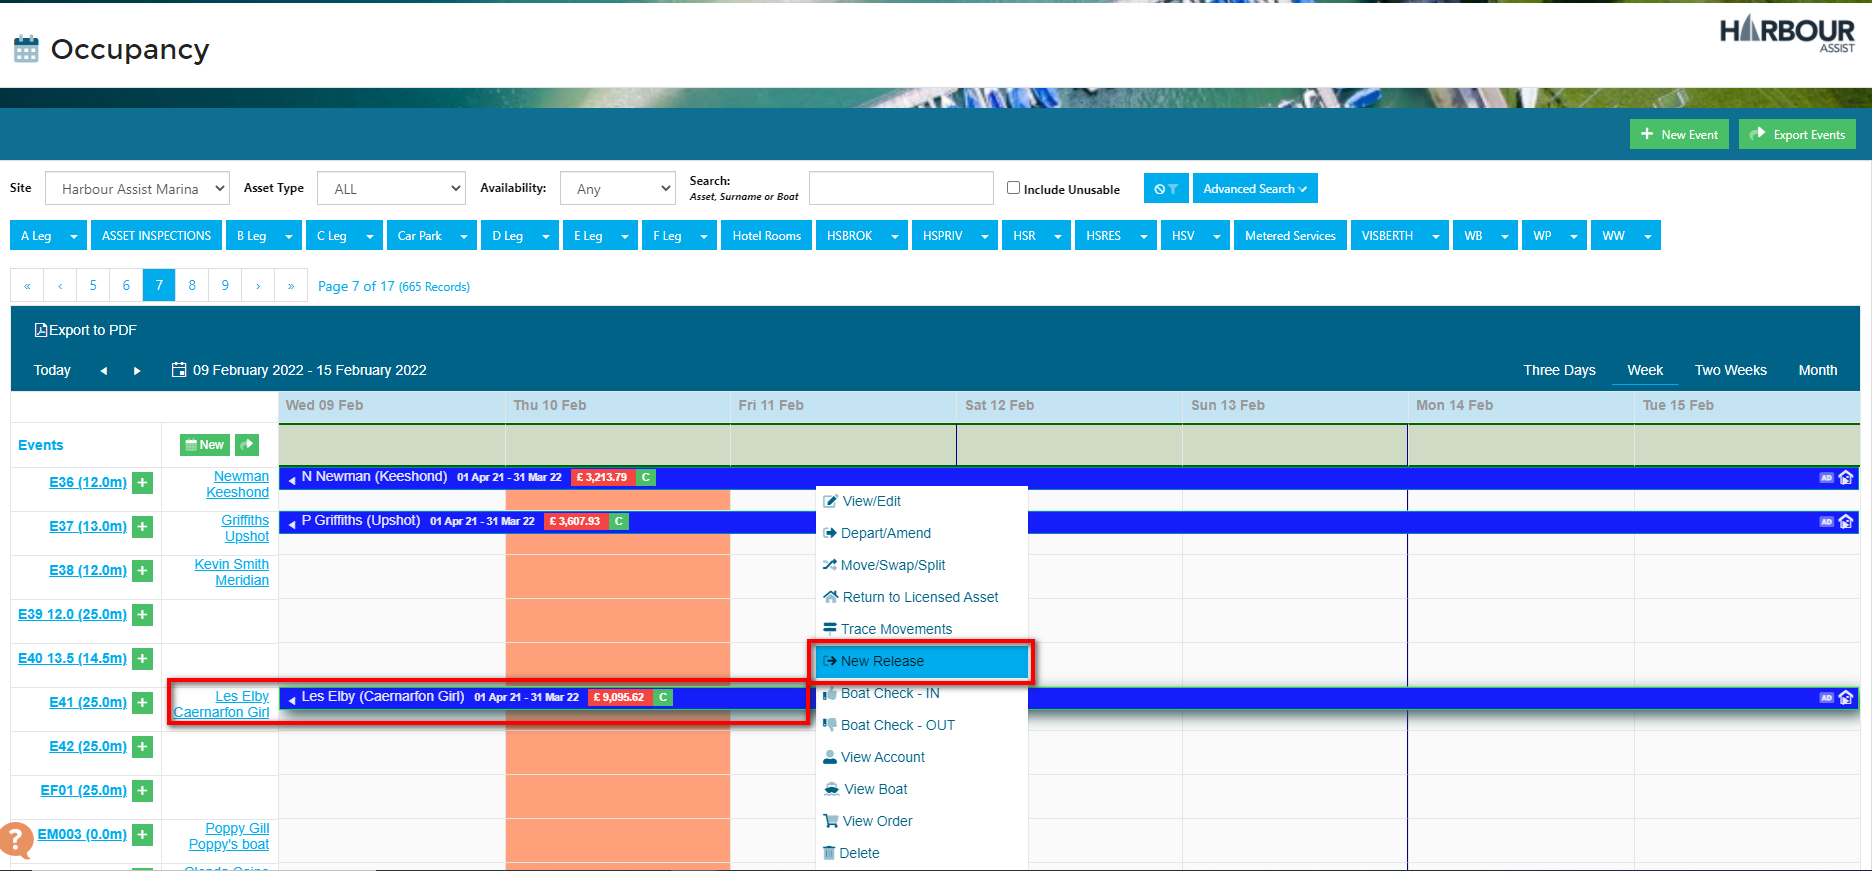 Occupancy
HARBOUR
ASSIST
New Event
Export Events
Site
Harbour Assist Marina
Asset Type
ALL
Availability:
Any
Search:
Asset, Surname or Boat
Include Unusable
Advanced Search
A Leg
ASSET INSPECTIONS
B Leg
C Leg
Car Park
D Leg
E Leg
F Leg
Hotel Rooms
HSBROK
HSPRIV
HSR
HSRES
HSV
Metered Services
VISBERTH
WB
WP
WW
« ‹ 5 6 7 8 9 › » Page 7 of 17 (665 Records)
Export to PDF
Today
09 February 2022 - 15 February 2022
Three Days
Week
Two Weeks
Month
Wed 09 Feb
Thu 10 Feb
Fri 11 Feb
Sat 12 Feb
Sun 13 Feb
Mon 14 Feb
Tue 15 Feb
Events
New
E36 (12.0m) +
Newman
Keeshond
N Newman (Keeshond) 01 Apr 21 - 31 Mar 22 £ 3,213.79 C
AD
E37 (13.0m) +
Griffiths
Upshot
P Griffiths (Upshot) 01 Apr 21 - 31 Mar 22 £ 3,607.93 C
AD
E38 (12.0m) +
Kevin Smith
Meridian
E39 12.0 (25.0m) +
E40 13.5 (14.5m) +
E41 (25.0m) +
Les Elby
Caernarfon Girl
Les Elby (Caernarfon Girl) 01 Apr 21 - 31 Mar 22 £ 9,095.62 C
AD
E42 (25.0m) +
EF01 (25.0m) +
EM003 (0.0m) +
Poppy Gill
Poppy's boat
View/Edit
Depart/Amend
Move/Swap/Split
Return to Licensed Asset
Trace Movements
New Release
Boat Check - IN
Boat Check - OUT
View Account
View Boat
View Order
Delete
?